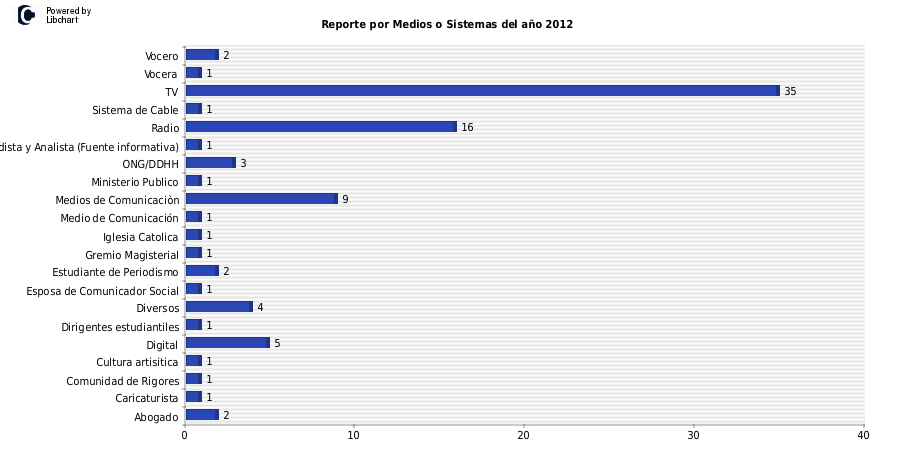 Powered by
Libchart
Reporte por Medios o Sistemas del año 2012
Vocero 2
Vocera 1
TV 35
Sistema de Cable 1
Radio 16
y Analista (Fuente informativa) 1
ONG/DDHH 3
Ministerio Publico 1
Medios de Comunicaciòn 9
Medio de Comunicación 1
Iglesia Catolica 1
Gremio Magisterial 1
Estudiante de Periodismo 2
Esposa de Comunicador Social 1
Diversos 4
Dirigentes estudiantiles 1
Digital 5
Cultura artisitica 1
Comunidad de Rigores 1
Caricaturista 1
Abogado 2
0 10 20 30 40